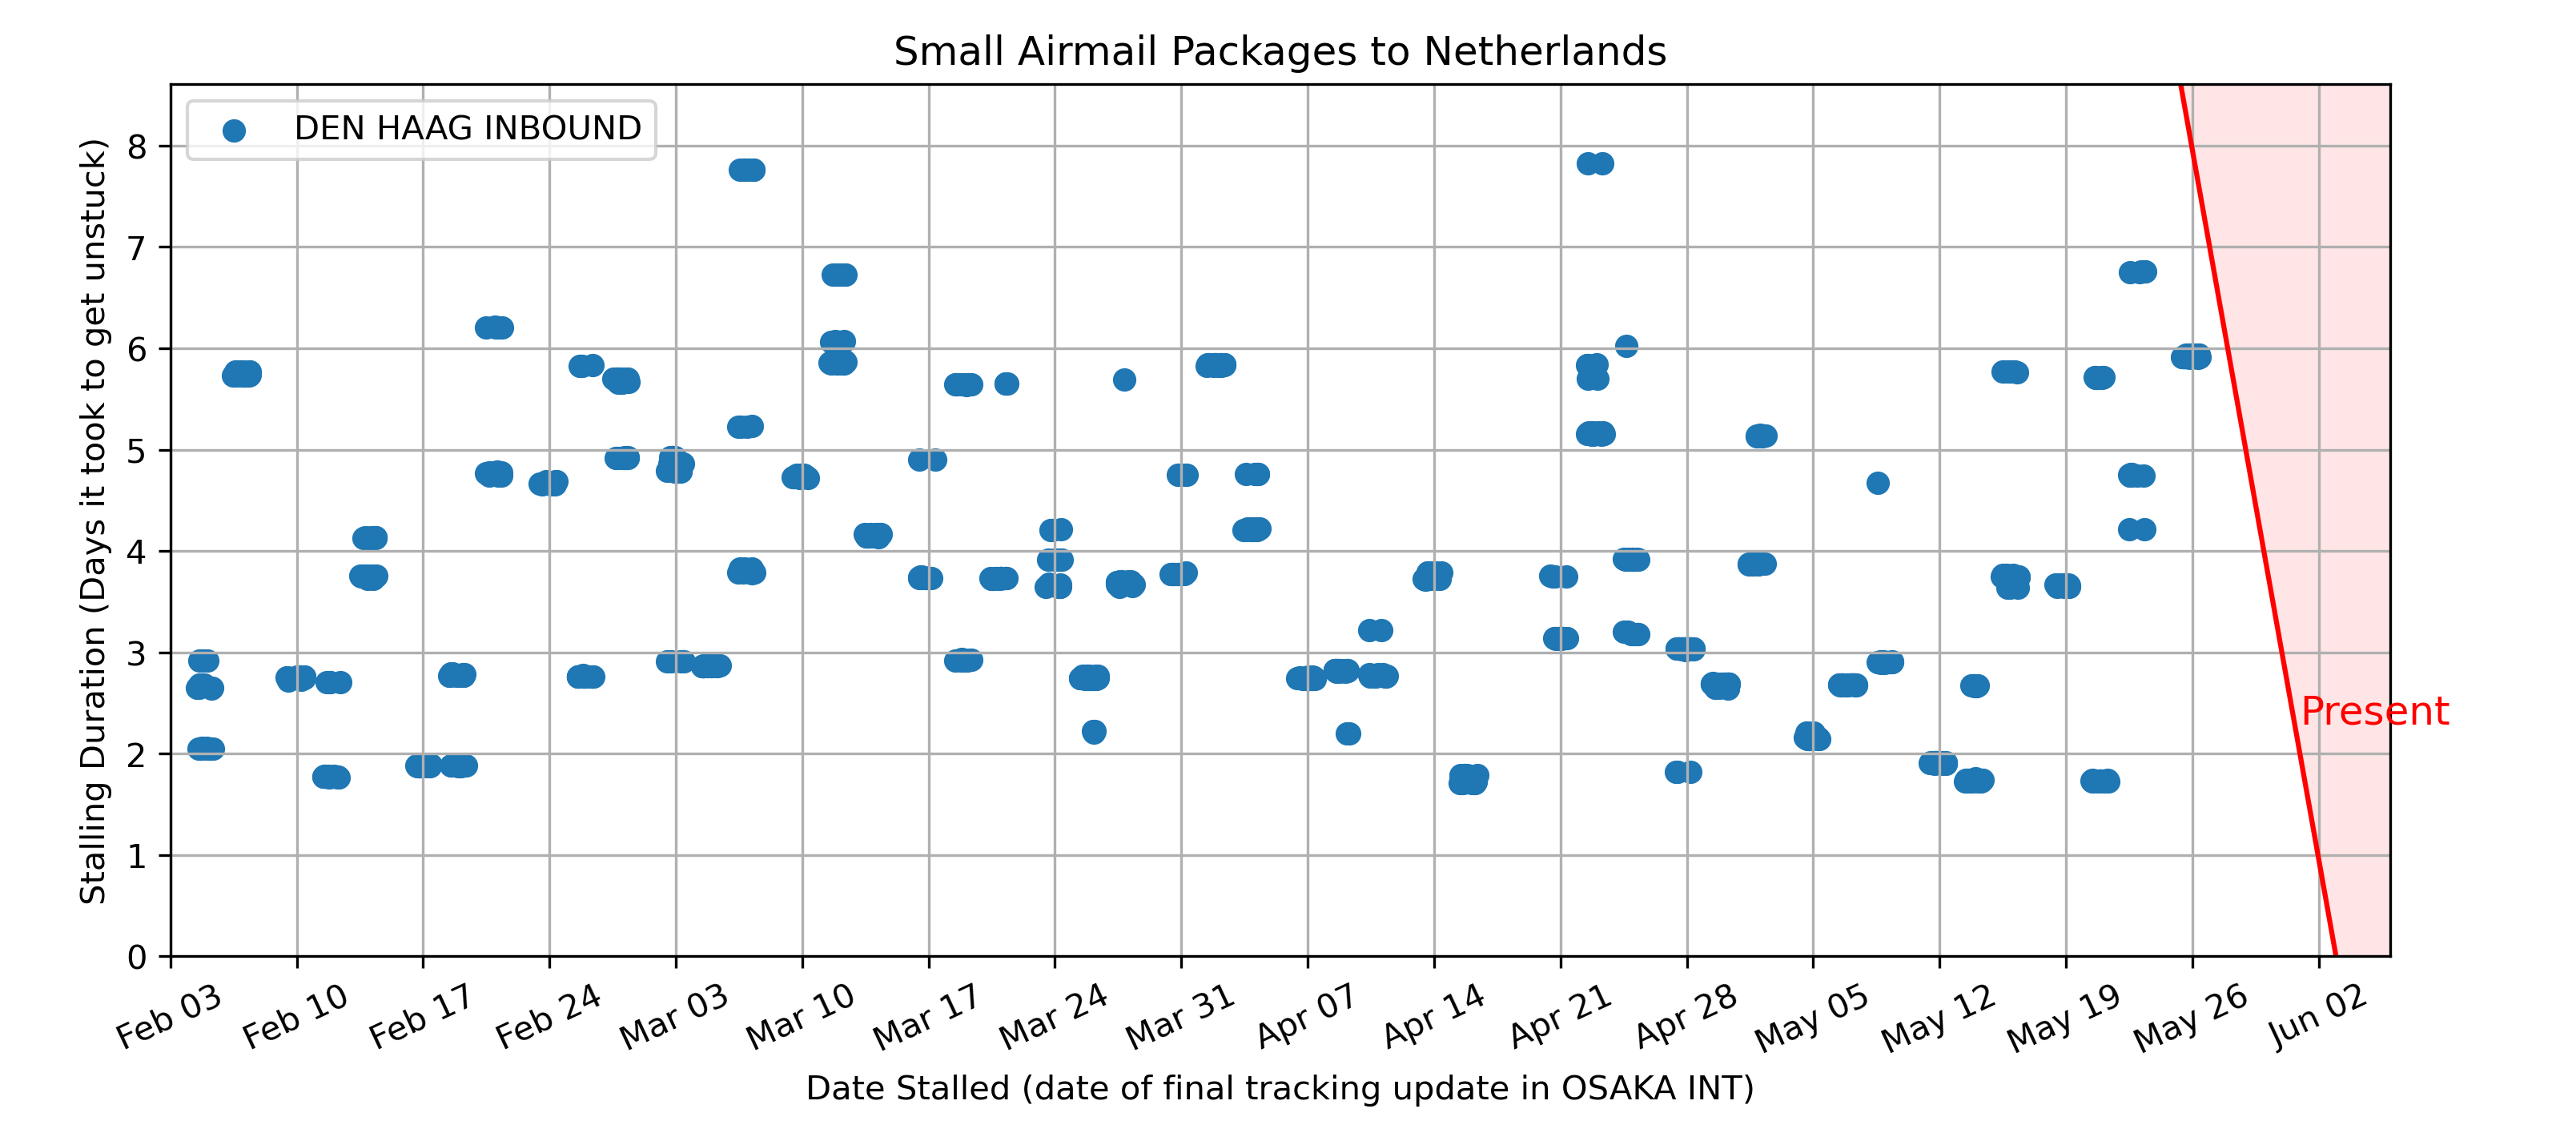 Small Airmail Packages to Netherlands
DEN HAAG INBOUND
Stalling Duration (Days it took to get unstuck)
8
7
6
5
4
3
2
1
0
Present
Feb 03
Feb 10
Feb 17
Feb 24
Mar 03
Mar 10
Mar 17
Mar 24
Mar 31
Apr 07
Apr 14
Apr 21
Apr 28
May 05
May 12
May 19
May 26
Jun 02
Date Stalled (date of final tracking update in OSAKA INT)